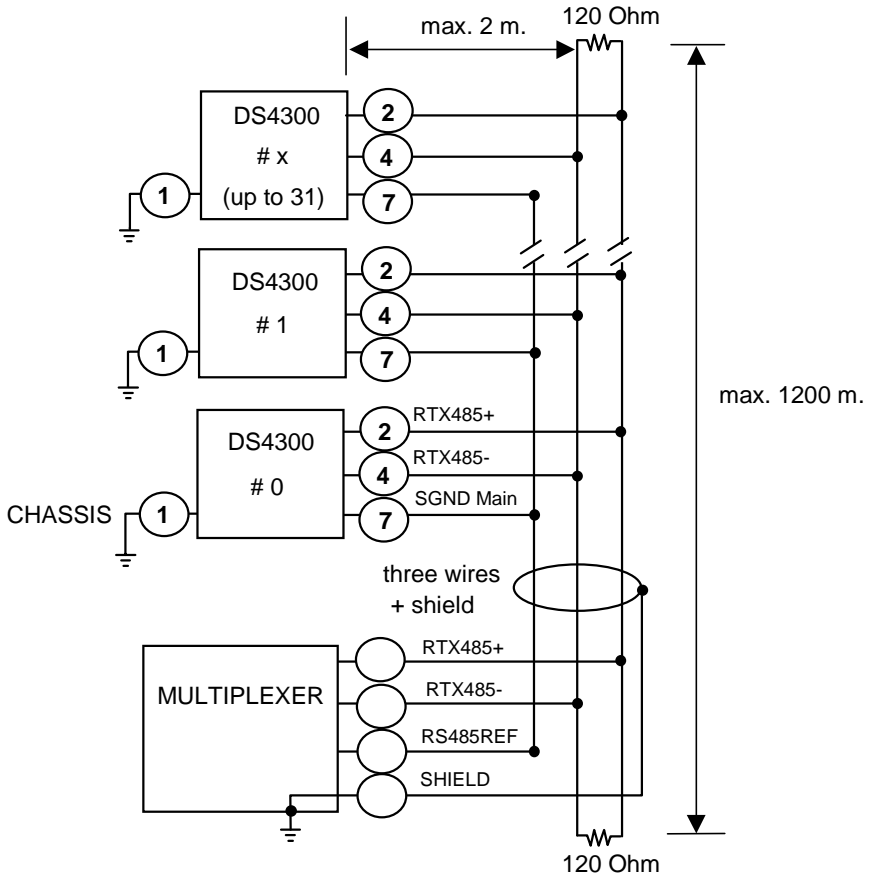 120 Ohm
max. 2 m.
DS4300
# x
(up to 31)
2
4
7
1
DS4300
# 1
2
4
7
1
max. 1200 m.
DS4300
# 0
2
RTX485+
4
RTX485-
7
SGND Main
CHASSIS
1
three wires
+ shield
MULTIPLEXER
RTX485+
RTX485-
RS485REF
SHIELD
120 Ohm